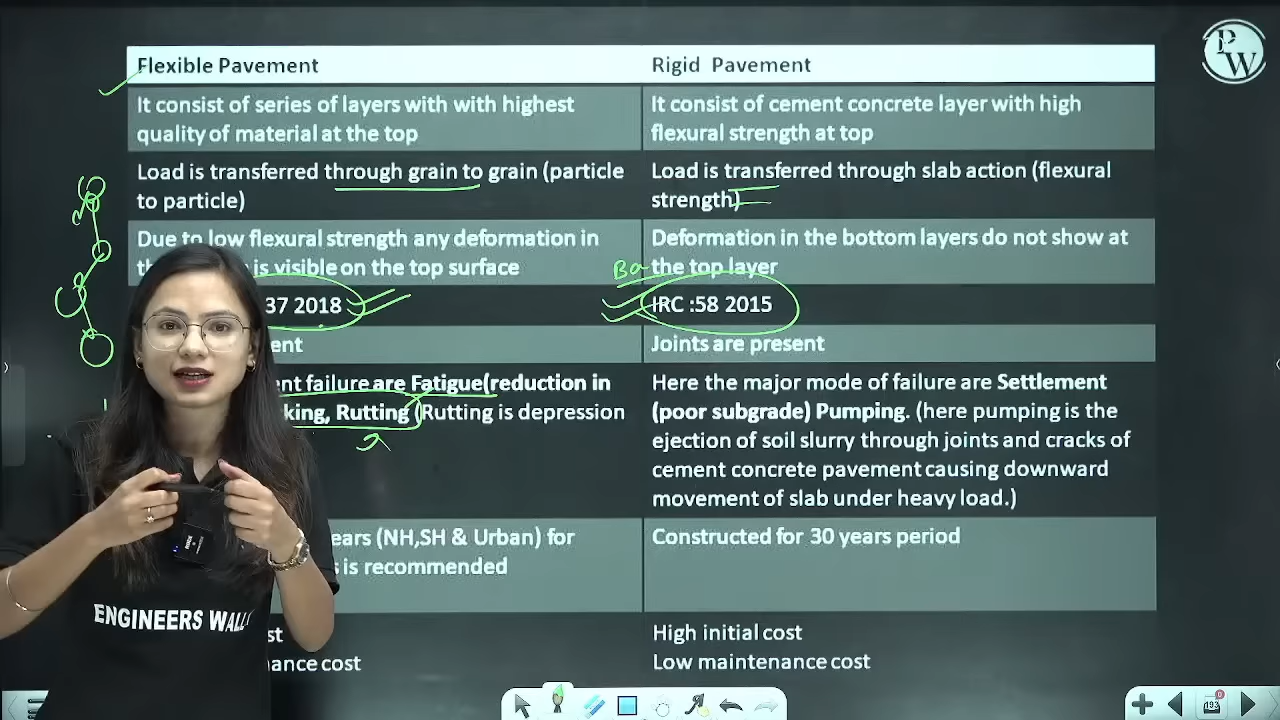 Flexible Pavement
Rigid Pavement
It consist of series of layers with with highest
quality of material at the top
It consist of cement concrete layer with high
flexural strength at top
Load is transferred through grain to grain (particle
to particle)
Load is transferred through slab action (flexural
strength)
Due to low flexural strength any deformation in
is visible on the top surface
Deformation in the bottom layers do not show at
the top layer
37 2018
IRC :58 2015
Joints are present
failure are Fatigue(reduction in
Rutting (Rutting is depression
Here the major mode of failure are Settlement
(poor subgrade) Pumping. (here pumping is the
ejection of soil slurry through joints and cracks of
cement concrete pavement causing downward
movement of slab under heavy load.)
(NH,SH & Urban) for
is recommended
Constructed for 30 years period
cost
High initial cost
Low maintenance cost
PW
ENGINEERS WALL
193